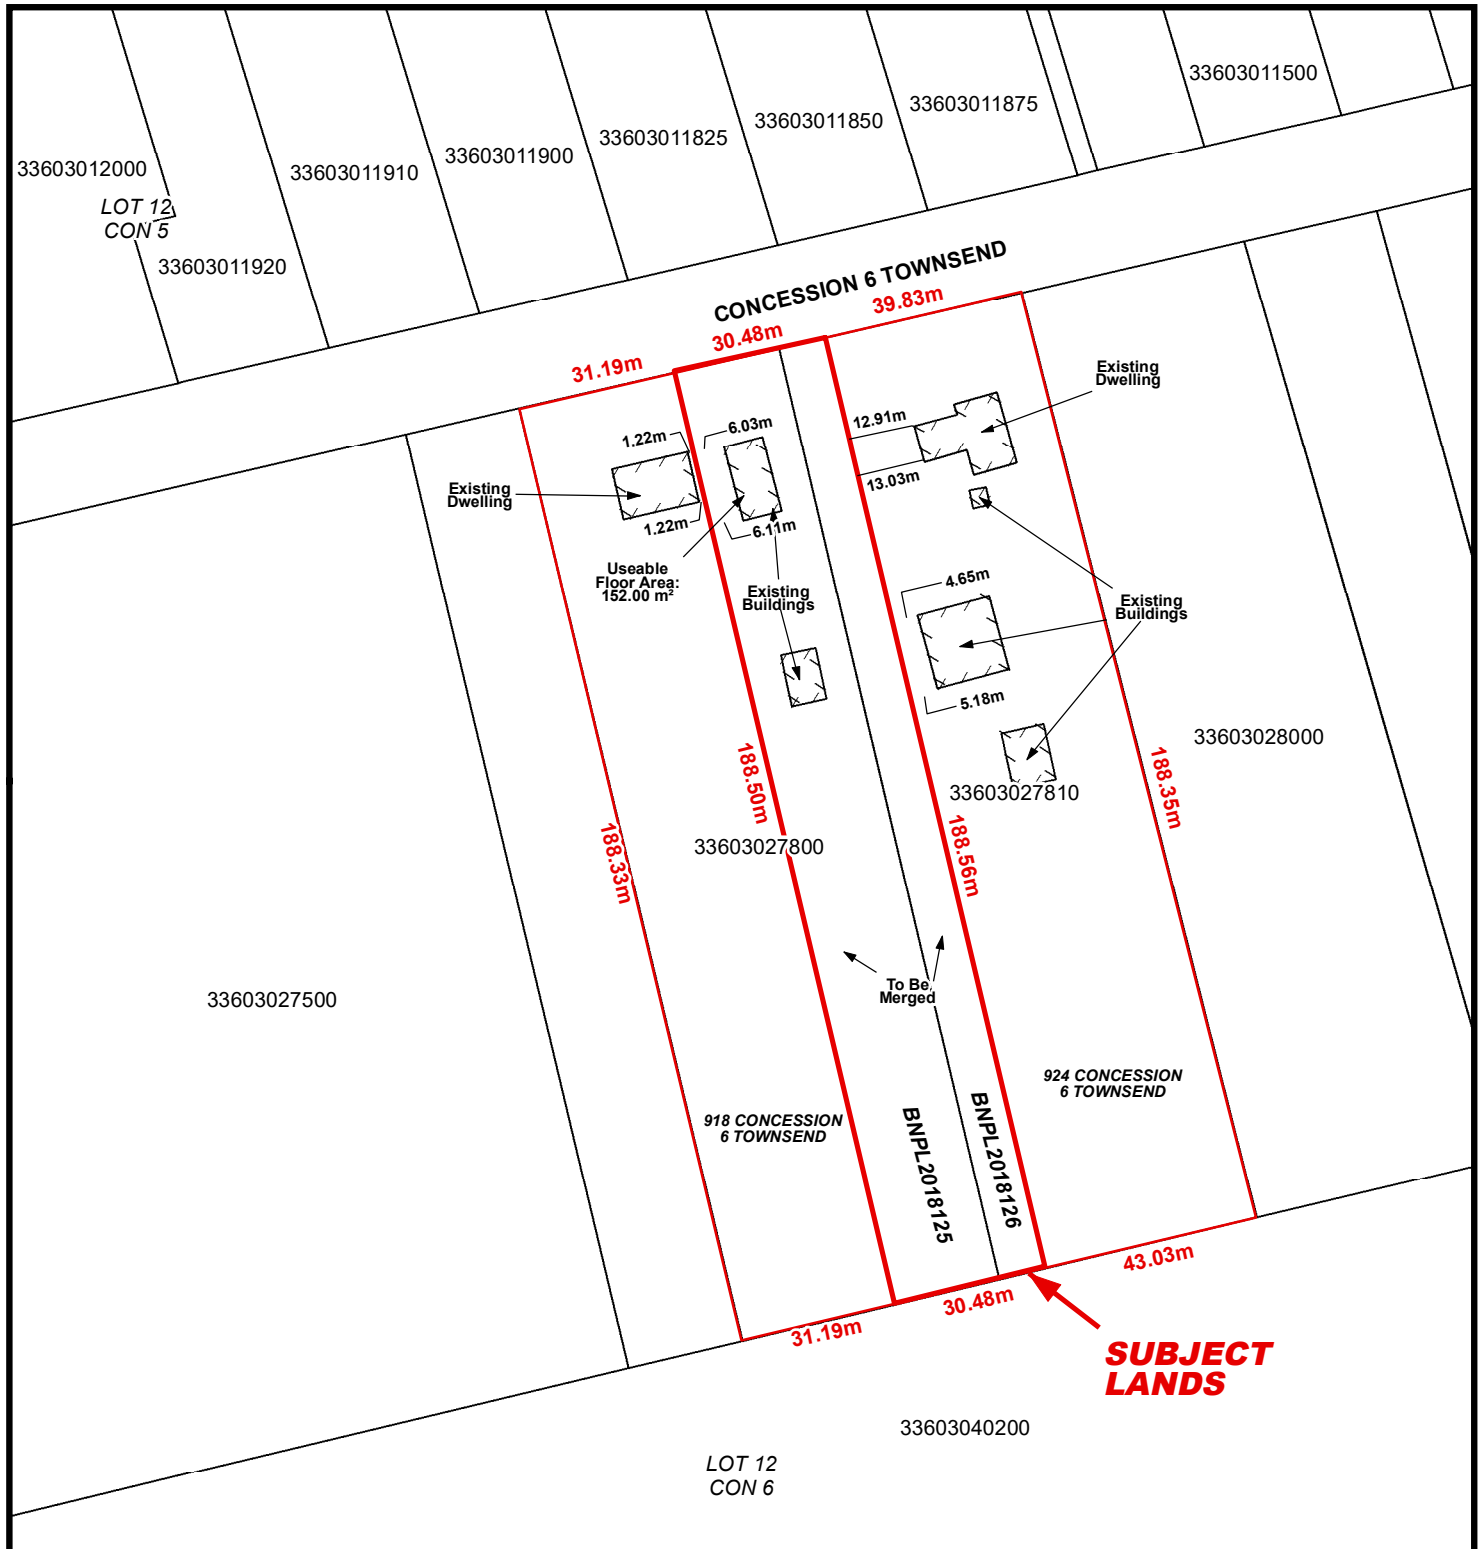 33603011500
33603011875
33603011850
33603011825
33603011900
33603011910
33603012000
LOT 12
CON 5
33603011920
CONCESSION 6 TOWNSEND
39.83m
30.48m
31.19m
Existing
Dwelling
12.91m
6.03m
1.22m
13.03m
Existing
Dwelling
1.22m
6.11m
Useable
Floor Area:
152.00 m²
Existing
Buildings
4.65m
Existing
Buildings
5.18m
33603028000
188.50m
188.35m
33603027810
188.33m
33603027800
188.56m
To Be
Merged
33603027500
924 CONCESSION
6 TOWNSEND
918 CONCESSION
6 TOWNSEND
BNPL2018125
BNPL2018126
43.03m
30.48m
31.19m
SUBJECT
LANDS
33603040200
LOT 12
CON 6